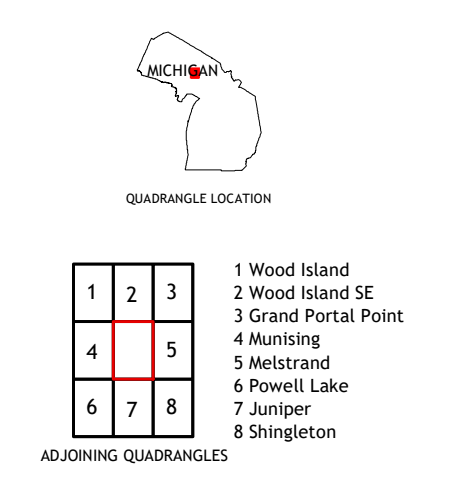 MICHIGAN
QUADRANGLE LOCATION
1 2 3
4 5
6 7 8
ADJOINING QUADRANGLES
1 Wood Island
2 Wood Island SE
3 Grand Portal Point
4 Munising
5 Melstrand
6 Powell Lake
7 Juniper
8 Shingleton